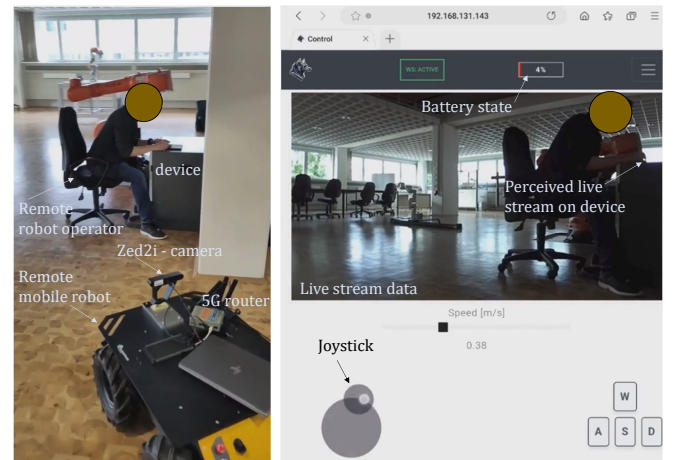 device
Remote
robot operator
Zed2i - camera
Remote
mobile robot
5G router
192.168.131.143
Control
WS: ACTIVE
4%
Battery state
Perceived live
stream on device
Live stream data
Speed [m/s]
0.38
Joystick
W
A S D